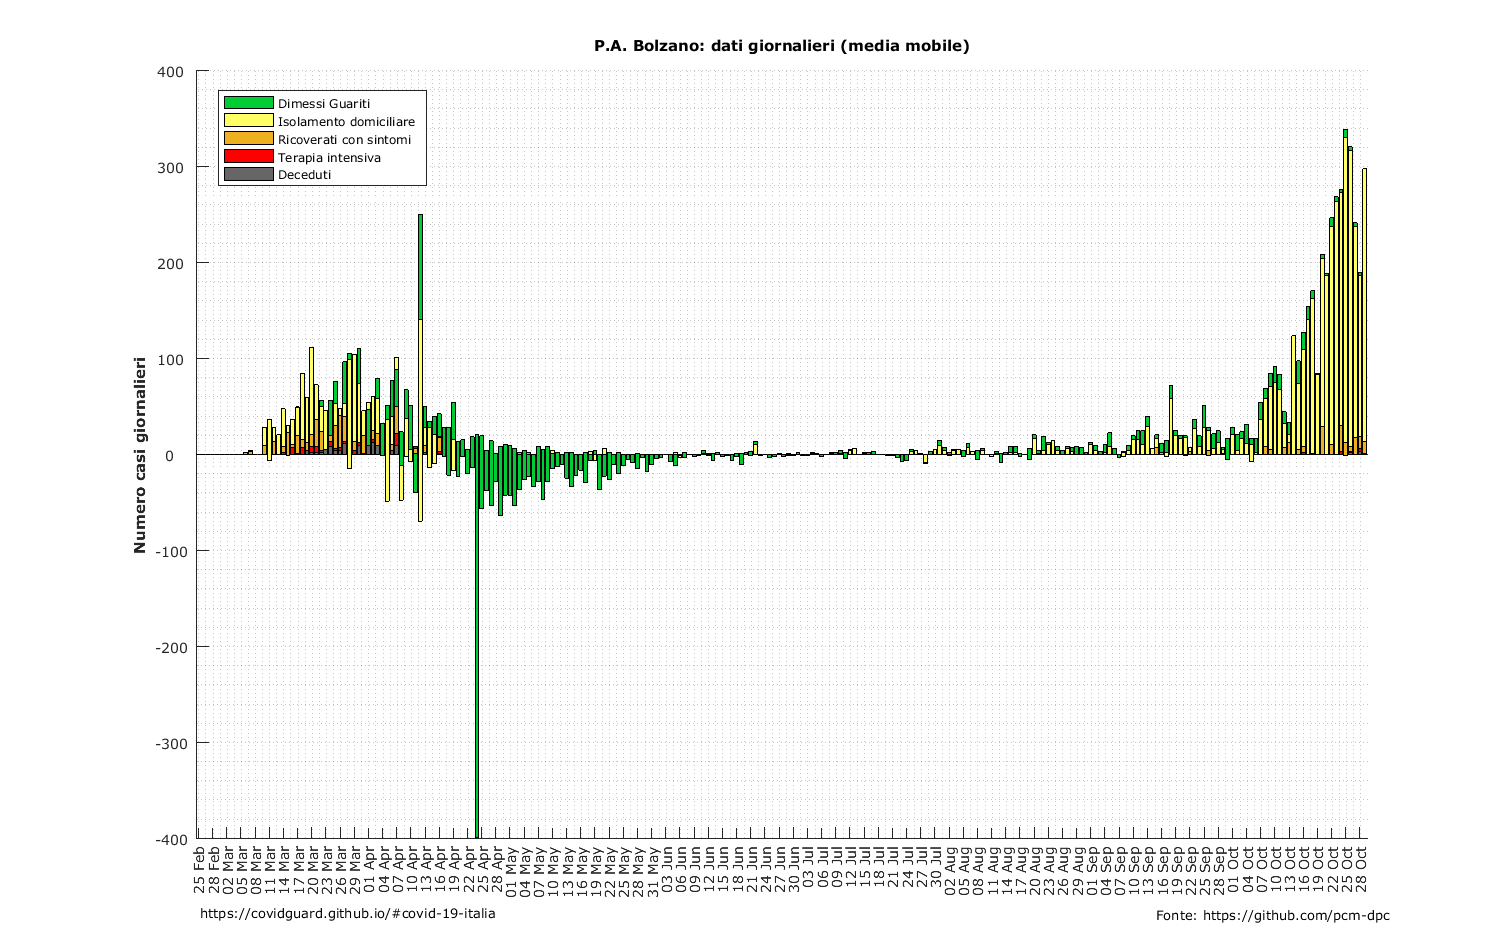 P.A. Bolzano: dati giornalieri (media mobile)
Dimessi Guariti
Isolamento domiciliare
Ricoverati con sintomi
Terapia intensiva
Deceduti
Numero casi giornalieri
400
300
200
100
0
-100
-200
-300
-400
25 Feb
28 Feb
02 Mar
05 Mar
08 Mar
11 Mar
14 Mar
17 Mar
20 Mar
23 Mar
26 Mar
29 Mar
01 Apr
04 Apr
07 Apr
10 Apr
13 Apr
16 Apr
19 Apr
22 Apr
25 Apr
28 Apr
01 May
04 May
07 May
10 May
13 May
16 May
19 May
22 May
25 May
28 May
31 May
03 Jun
06 Jun
09 Jun
12 Jun
15 Jun
18 Jun
21 Jun
24 Jun
27 Jun
30 Jun
03 Jul
06 Jul
09 Jul
12 Jul
15 Jul
18 Jul
21 Jul
24 Jul
27 Jul
30 Jul
02 Aug
05 Aug
08 Aug
11 Aug
14 Aug
17 Aug
20 Aug
23 Aug
26 Aug
29 Aug
01 Sep
04 Sep
07 Sep
10 Sep
13 Sep
16 Sep
19 Sep
22 Sep
25 Sep
28 Sep
01 Oct
04 Oct
07 Oct
10 Oct
13 Oct
16 Oct
19 Oct
22 Oct
25 Oct
28 Oct
https://covidguard.github.io/#covid-19-italia
Fonte: https://github.com/pcm-dpc